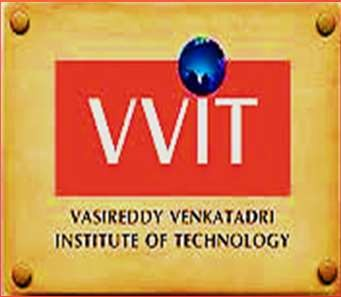 VVIT
VASIREDDY VENKATADRI
INSTITUTE OF TECHNOLOGY